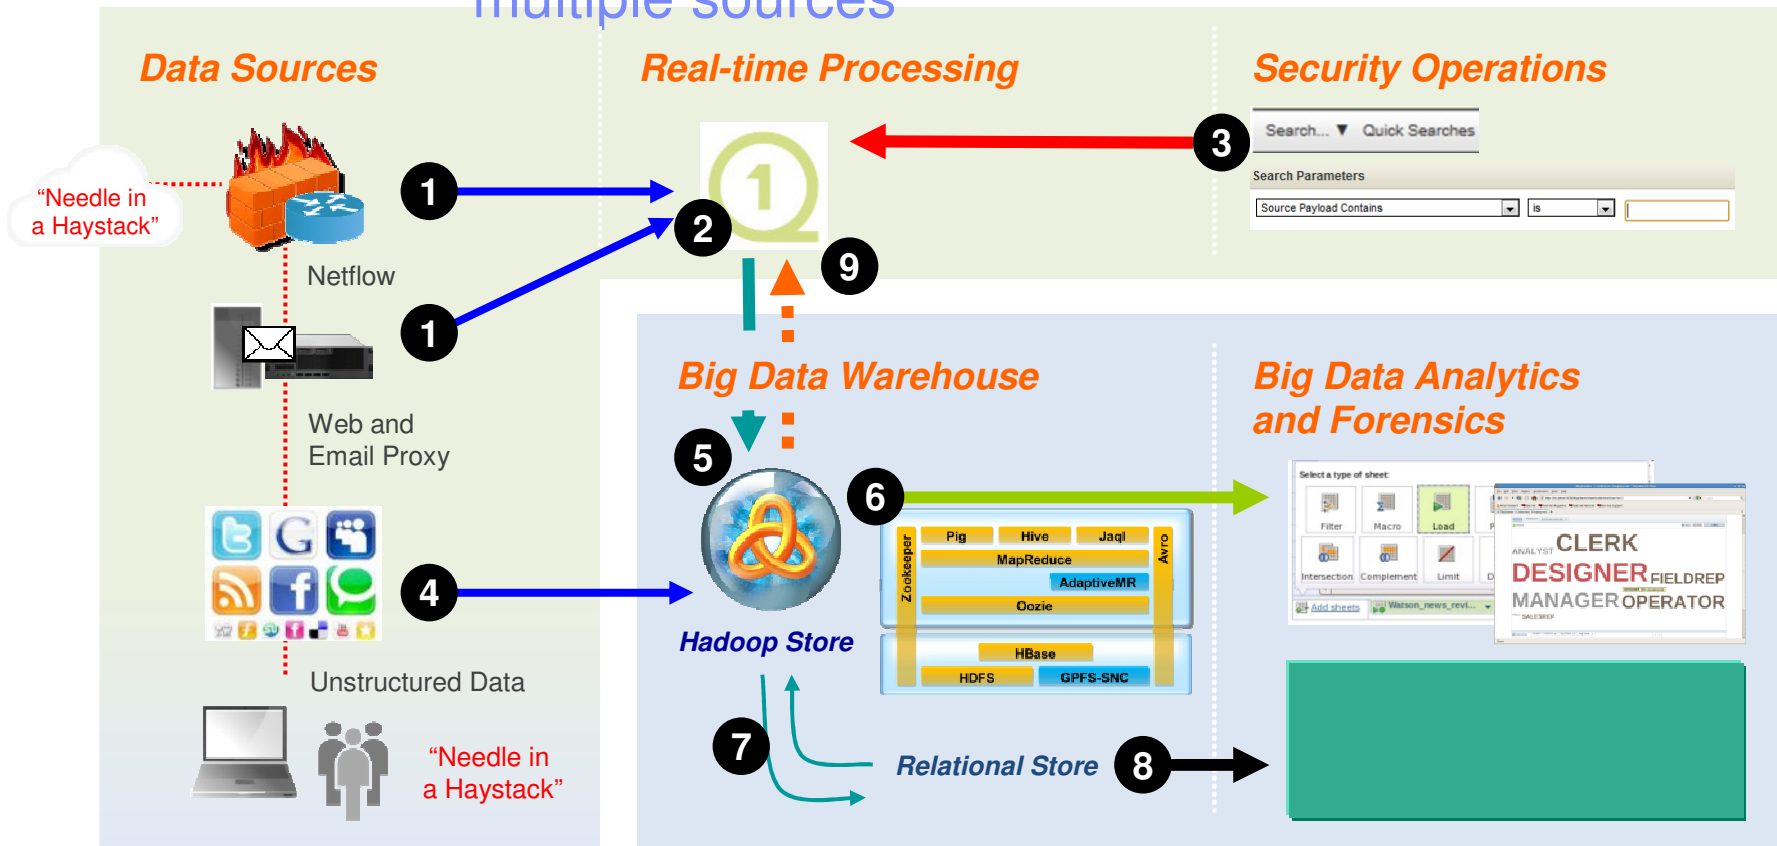 multiple sources
Data Sources
Real-time Processing
Security Operations
"Needle in
a Haystack"
1
1
2
3
Search... ▼ Quick Searches
Search Parameters
Source Payload Contains
is
Netflow
1
9
Web and
Email Proxy
Big Data Warehouse
Big Data Analytics
and Forensics
5
6
4
Hadoop Store
Zookeeper
Pig
Hive
Jaql
Avro
MapReduce
AdaptiveMR
Oozie
HBase
HDFS
GPFS-SNC
Select a type of sheet:
Filter
Macro
Load
Intersection
Complement
Limit
Add sheets
Watson_news_revi...
ANALYST CLERK
DESIGNER FIELDREP
MANAGER OPERATOR
SALESREP
Unstructured Data
"Needle in
a Haystack"
7
Relational Store
8